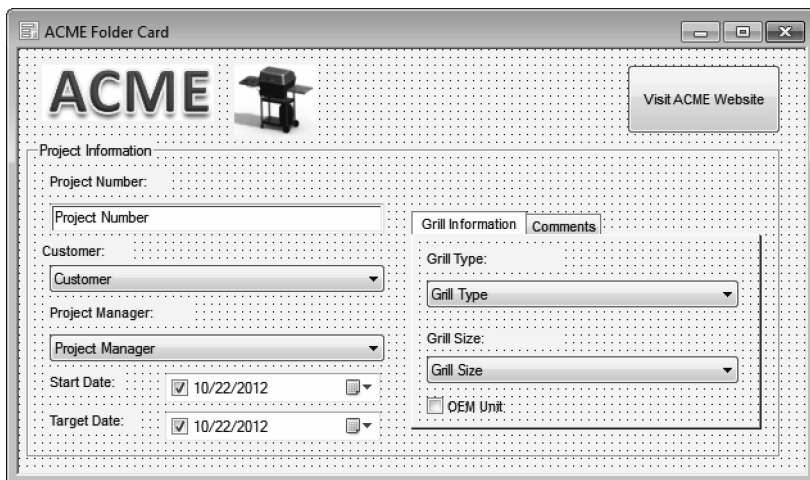 ACME Folder Card
ACME
Visit ACME Website
Project Information
Project Number:
Project Number
Customer:
Customer
Project Manager:
Project Manager
Start Date:
10/22/2012
Target Date:
10/22/2012
Grill Information
Comments
Grill Type:
Grill Type
Grill Size:
Grill Size
OEM Unit